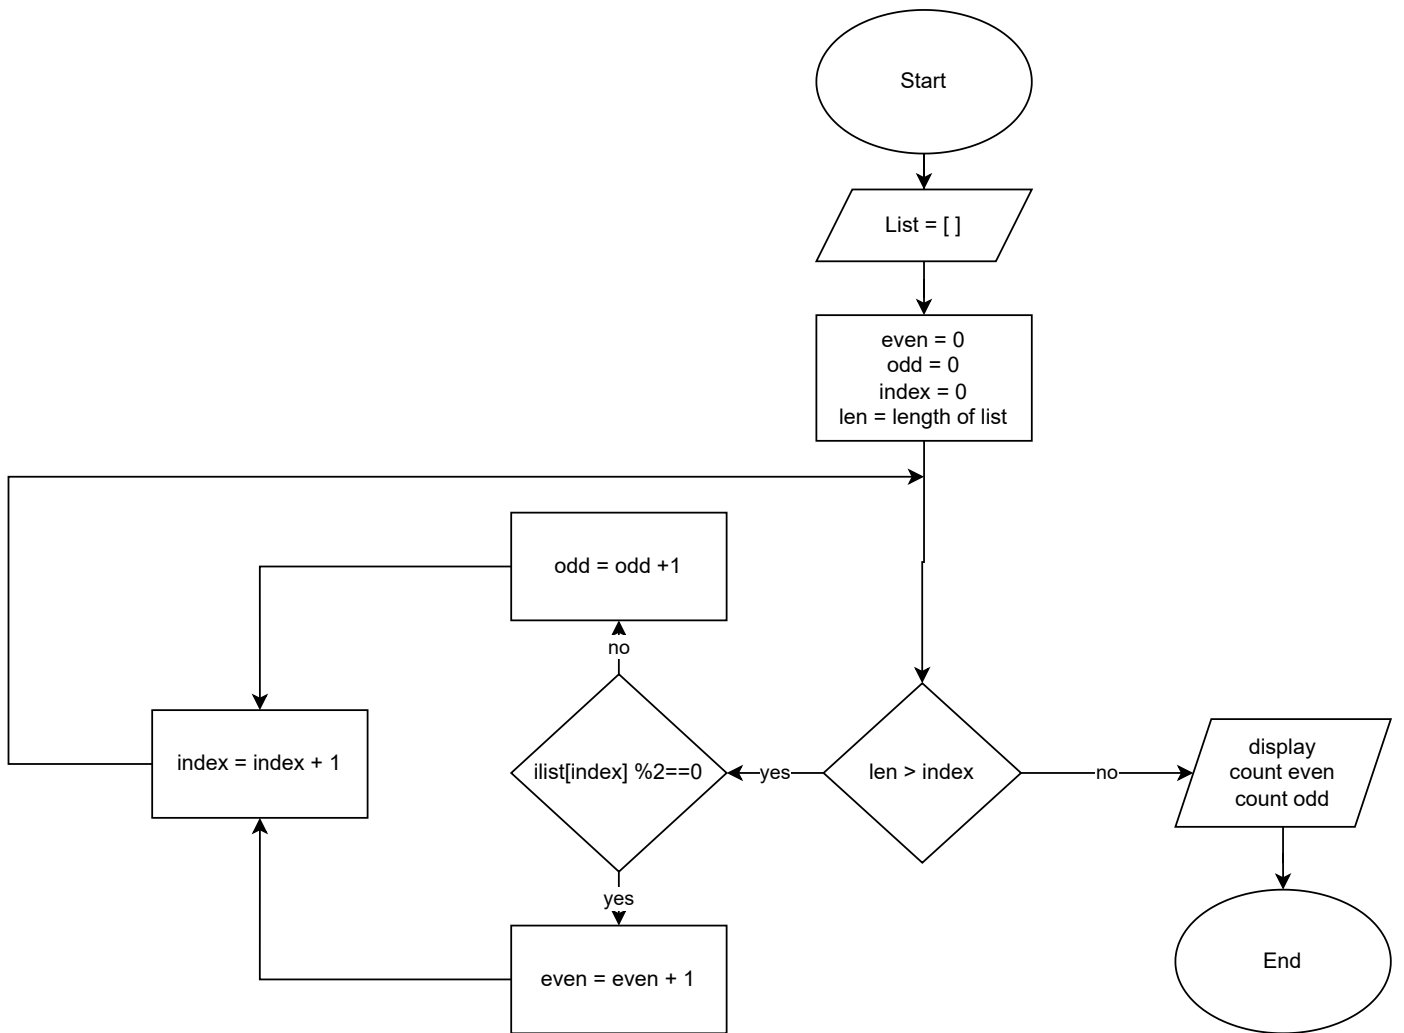 Start
List = [ ]
even = 0
odd = 0
index = 0
len = length of list
odd = odd +1
no
index = index + 1
ilist[index] %2==0
yes
len > index
no
display
count even
count odd
yes
even = even + 1
End